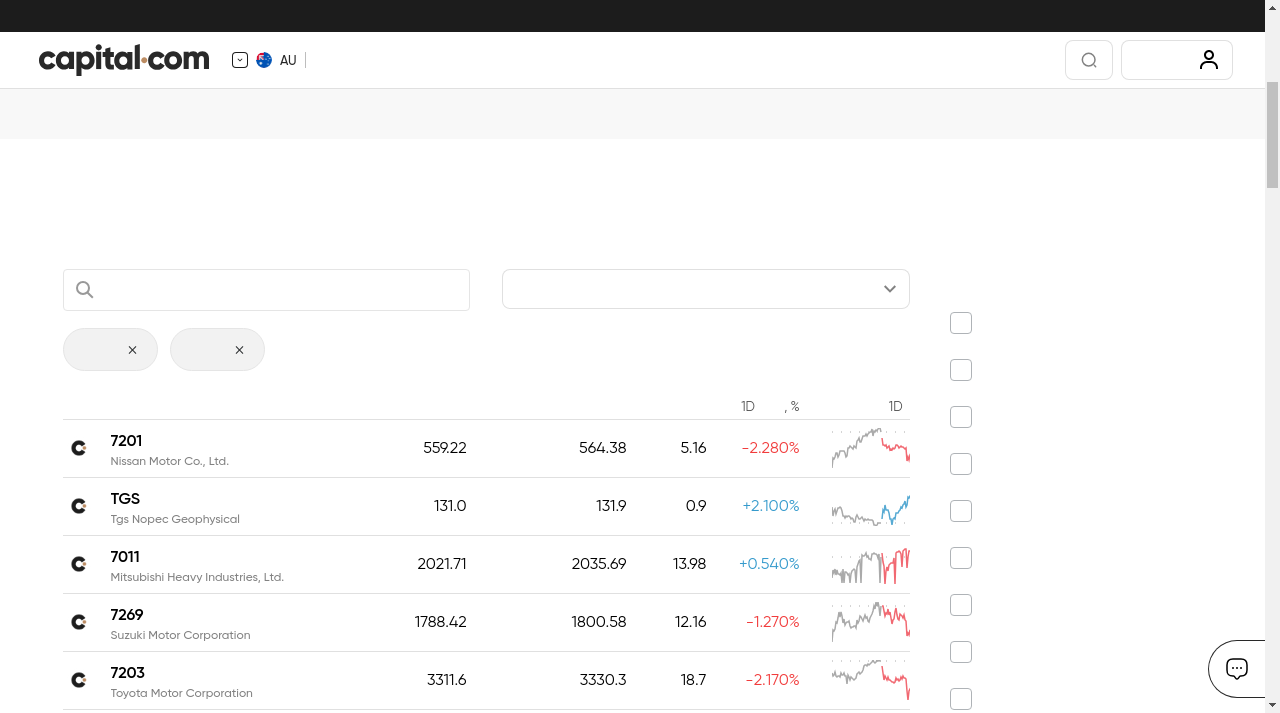 capital.com
AU
1D , % 1D
7201 559.22 564.38 5.16 -2.280%
Nissan Motor Co., Ltd.
TGS 131.0 131.9 0.9 +2.100%
Tgs Nopec Geophysical
7011 2021.71 2035.69 13.98 +0.540%
Mitsubishi Heavy Industries, Ltd.
7269 1788.42 1800.58 12.16 -1.270%
Suzuki Motor Corporation
7203 3311.6 3330.3 18.7 -2.170%
Toyota Motor Corporation